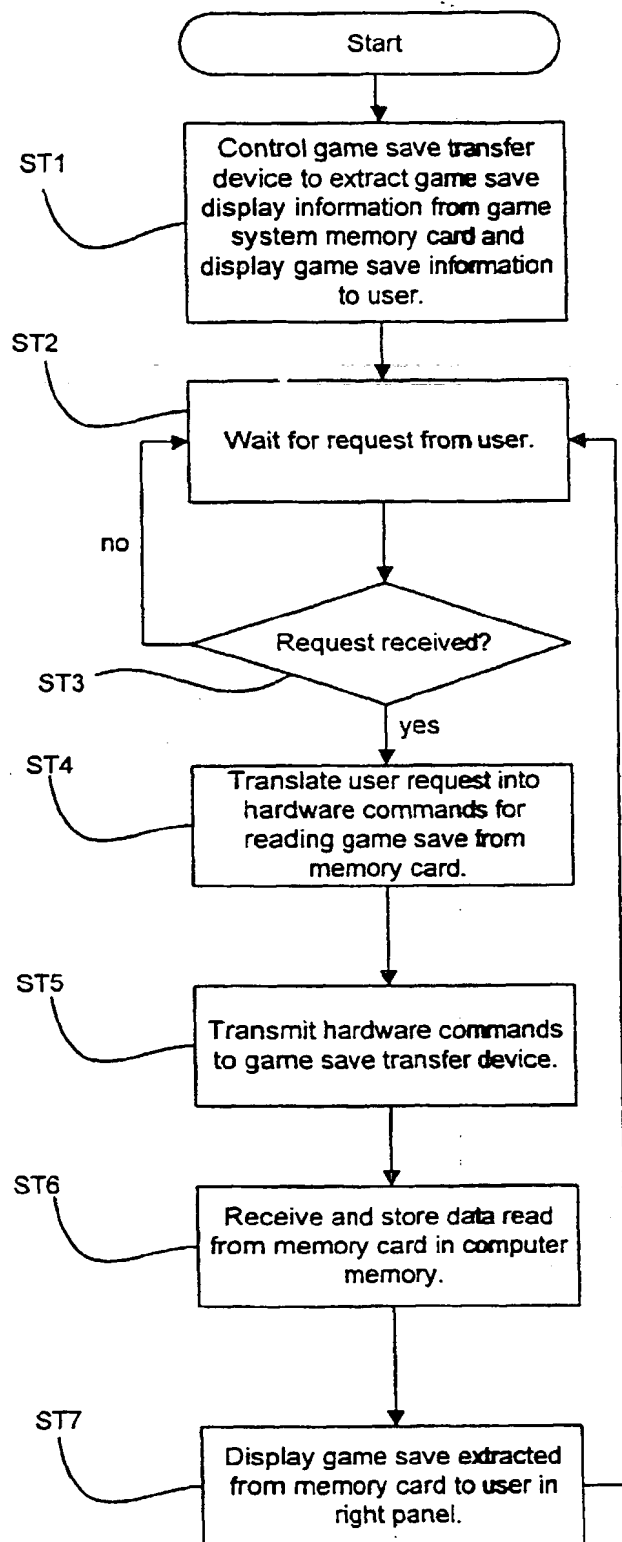 Start
ST1
Control game save transfer
device to extract game save
display information from game
system memory card and
display game save information
to user.
ST2
Wait for request from user.
no
Request received?
ST3
yes
ST4
Translate user request into
hardware commands for
reading game save from
memory card.
ST5
Transmit hardware commands
to game save transfer device.
ST6
Receive and store data read
from memory card in computer
memory.
ST7
Display game save extracted
from memory card to user in
right panel.